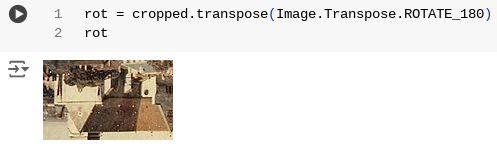 1 rot = cropped.transpose(Image.Transpose.ROTATE_180)
2 rot